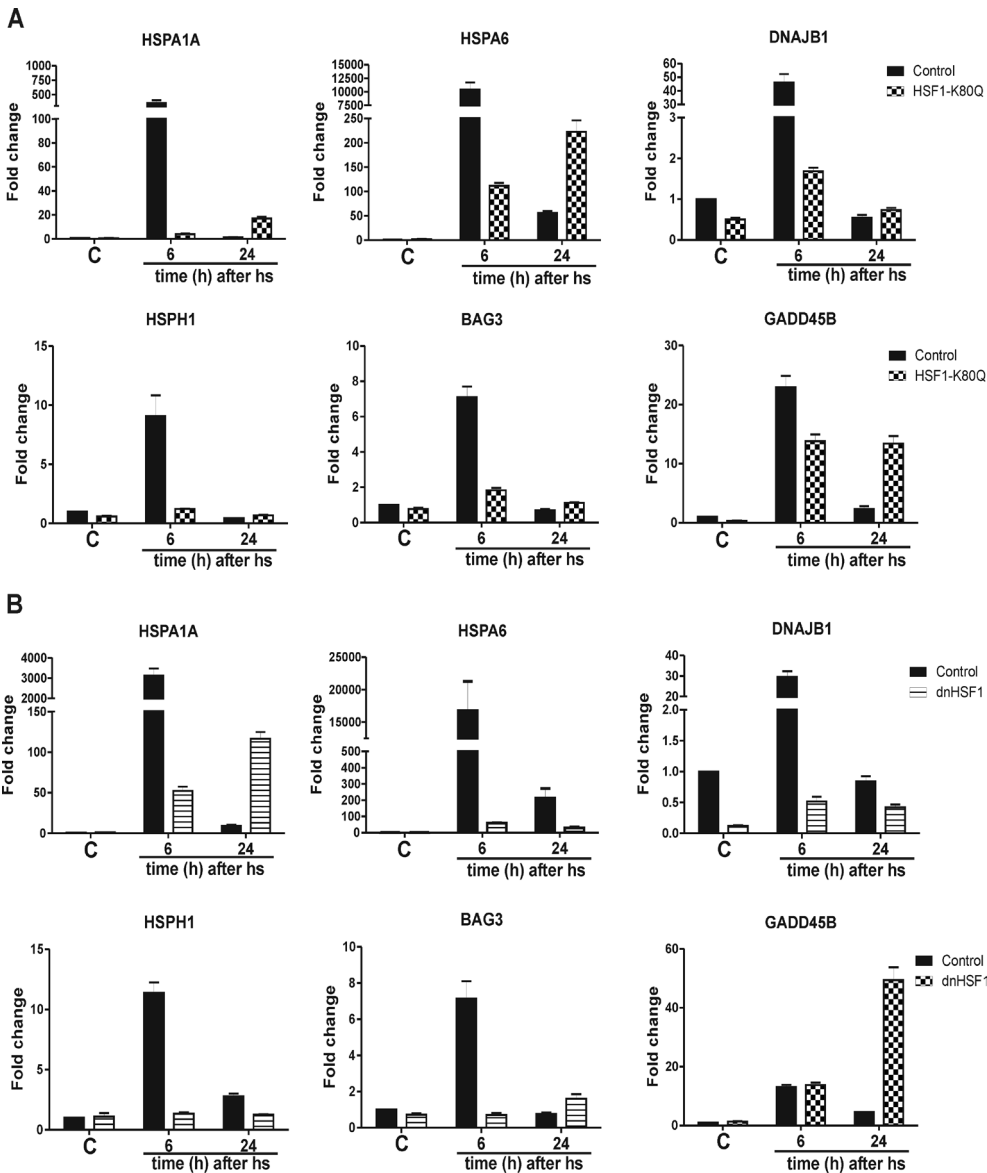 A
HSPA1A
Fold change
1000
750
500
250
100
80
60
40
20
0
C
6
24
time (h) after hs
HSPA6
Fold change
15000
12500
10000
7500
250
200
150
100
50
0
C
6
24
time (h) after hs
DNAJB1
Fold change
60
50
40
30
3
2
1
0
C
6
24
time (h) after hs
Control
HSF1-K80Q
HSPH1
Fold change
15
10
5
0
C
6
24
time (h) after hs
BAG3
Fold change
10
8
6
4
2
0
C
6
24
time (h) after hs
GADD45B
Fold change
30
20
10
0
C
6
24
time (h) after hs
Control
HSF1-K80Q
B
HSPA1A
Fold change
4000
3000
2000
150
100
50
0
C
6
24
time (h) after hs
HSPA6
Fold change
25000
20000
15000
500
400
300
200
100
0
C
6
24
time (h) after hs
DNAJB1
Fold change
40
30
20
2.0
1.5
1.0
0.5
0.0
C
6
24
time (h) after hs
Control
dnHSF1
HSPH1
Fold change
15
10
5
0
C
6
24
time (h) after hs
BAG3
Fold change
10
8
6
4
2
0
C
6
24
time (h) after hs
GADD45B
Fold change
60
40
20
0
C
6
24
time (h) after hs
Control
dnHSF1